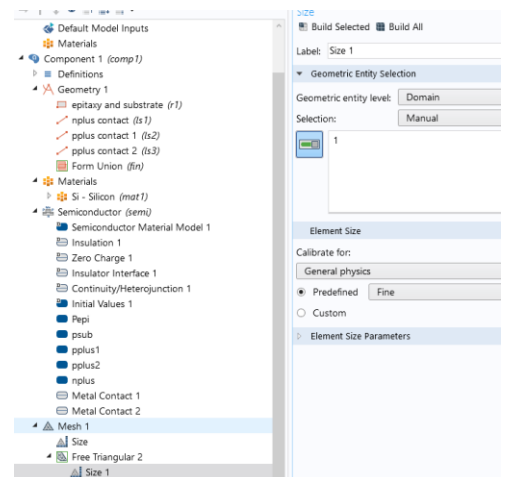 Default Model Inputs
Materials
Component 1 (comp1)
Definitions
Geometry 1
epitaxy and substrate (r1)
nplus contact (ls1)
pplus contact 1 (ls2)
pplus contact 2 (ls3)
Form Union (fin)
Materials
Si - Silicon (mat1)
Semiconductor (semi)
Semiconductor Material Model 1
Insulation 1
Zero Charge 1
Insulator Interface 1
Continuity/Heterojunction 1
Initial Values 1
Pepi
psub
pplus1
pplus2
nplus
Metal Contact 1
Metal Contact 2
Mesh 1
Size
Free Triangular 2
Size 1
Size
Build Selected Build All
Label: Size 1
Geometric Entity Selection
Geometric entity level: Domain
Selection: Manual
1
Element Size
Calibrate for:
General physics
Predefined Fine
Custom
Element Size Parameters